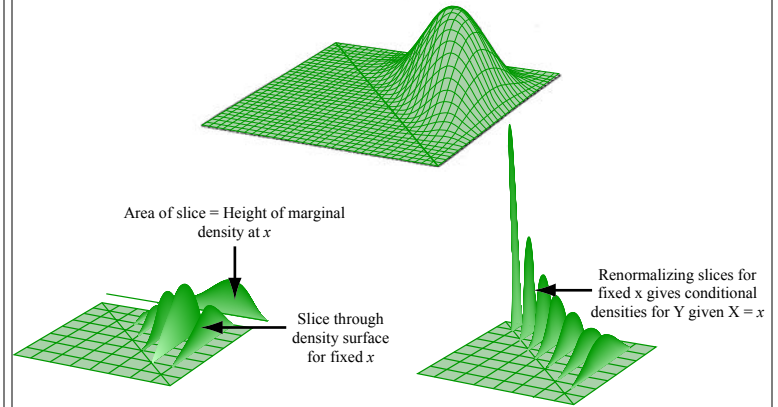 Area of slice = Height of marginal
density at x
Slice through
density surface
for fixed x
Renormalizing slices for
fixed x gives conditional
densities for Y given X = x